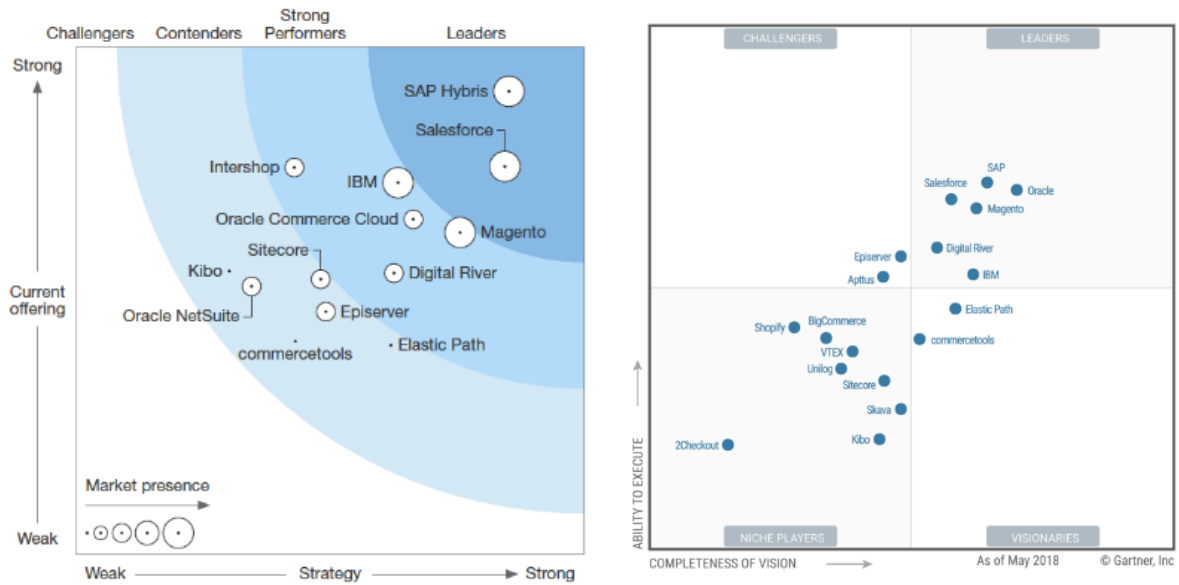 Challengers
Contenders
Strong
Performers
Leaders
Strong
SAP Hybris
Salesforce
Intershop
IBM
Oracle Commerce Cloud
Magento
Sitecore
Kibo
Digital River
Current
offering
Oracle NetSuite
Episerver
commercetools
Elastic Path
Market presence
Weak
Weak
Strategy
Strong
CHALLENGERS
LEADERS
SAP
Salesforce
Oracle
Magento
Digital River
Episerver
IBM
Apttus
Elastic Path
BigCommerce
Shopify
commercetools
VTEX
Unilog
Sitecore
Skava
Kibo
2Checkout
ABILITY TO EXECUTE
NICHE PLAYERS
VISIONARIES
COMPLETENESS OF VISION
As of May 2018
© Gartner, Inc